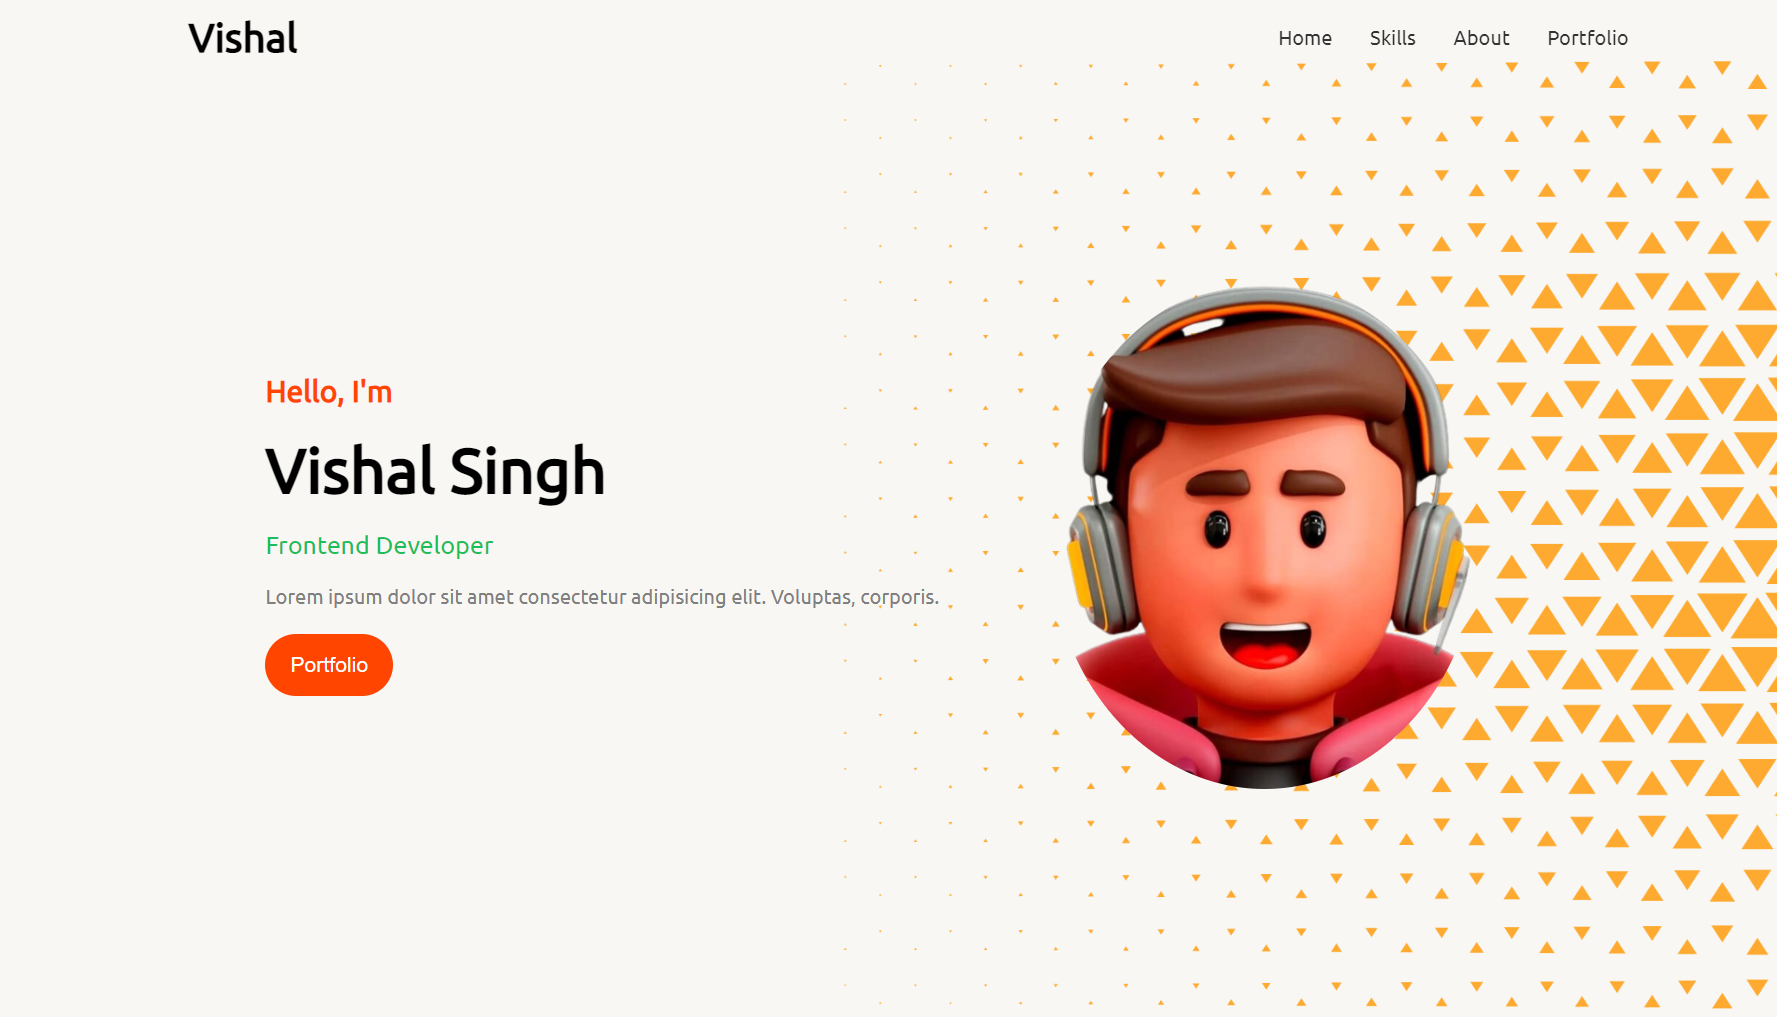 Vishal
Home Skills About Portfolio
Hello, I'm
Vishal Singh
Frontend Developer
Lorem ipsum dolor sit amet consectetur adipisicing elit. Voluptas, corporis.
Portfolio